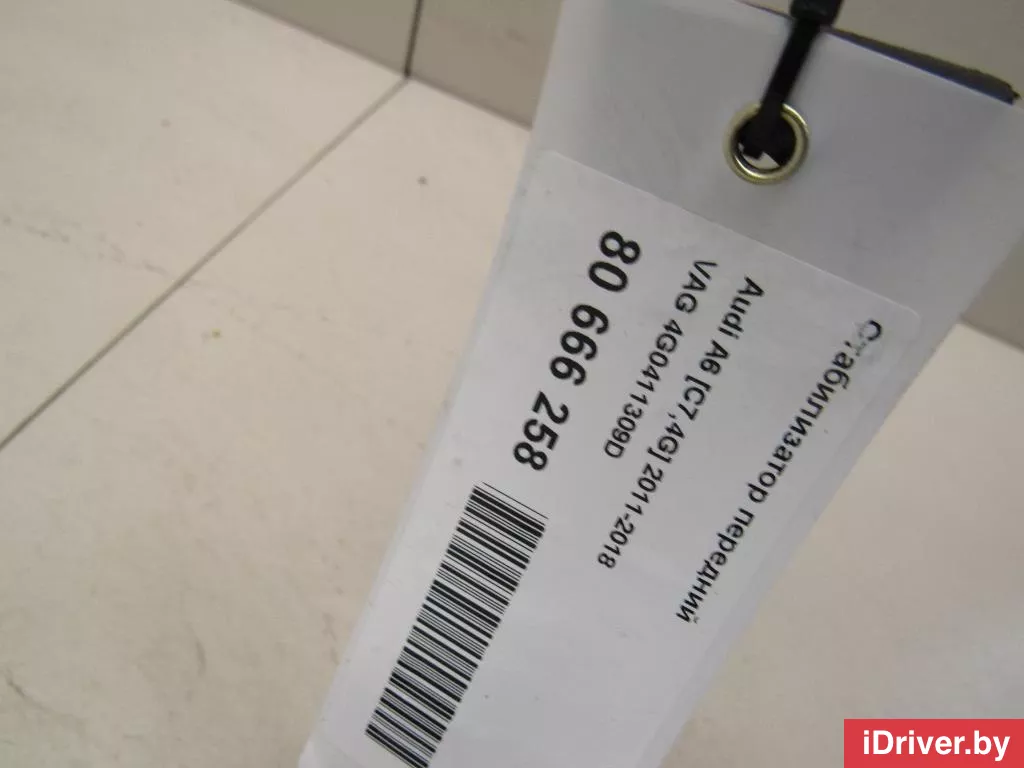 Стабилизатор передний
Audi A6 [C7,4G] 2011-2018
VAG 4G0411309D
80 666 258
iDriver.by